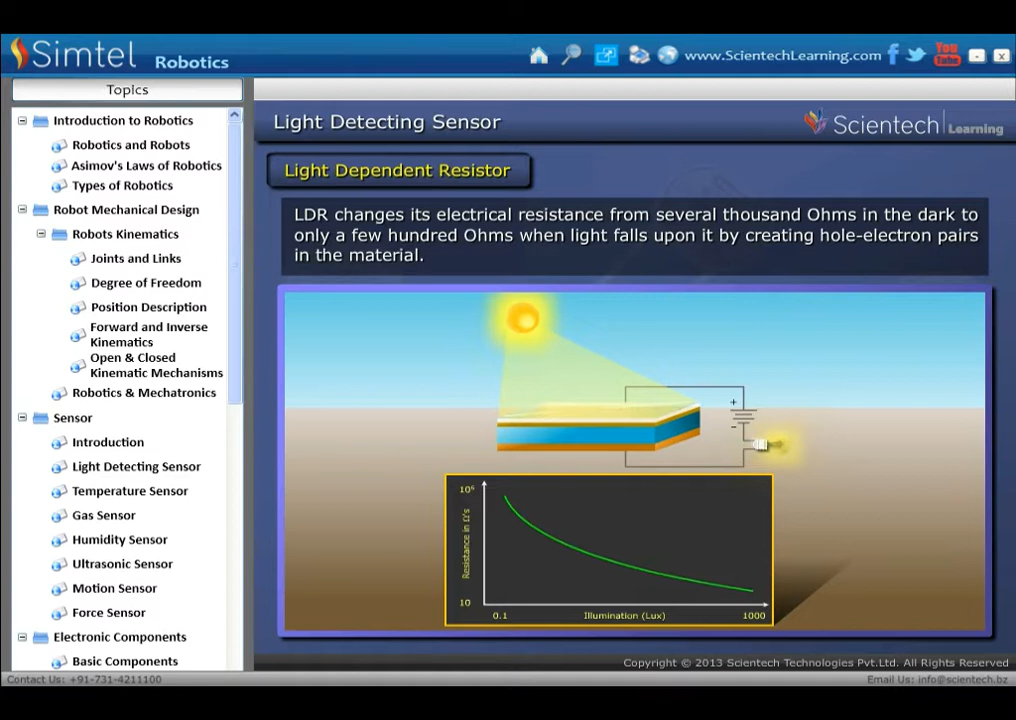 Simtel Robotics
www.ScientechLearning.com
You
Tube
Topics
Introduction to Robotics
Robotics and Robots
Asimov's Laws of Robotics
Types of Robotics
Robot Mechanical Design
Robots Kinematics
Joints and Links
Degree of Freedom
Position Description
Forward and Inverse
Kinematics
Open & Closed
Kinematic Mechanisms
Robotics & Mechatronics
Sensor
Introduction
Light Detecting Sensor
Temperature Sensor
Gas Sensor
Humidity Sensor
Ultrasonic Sensor
Motion Sensor
Force Sensor
Electronic Components
Basic Components
Light Detecting Sensor
Scientech Learning
Light Dependent Resistor
LDR changes its electrical resistance from several thousand Ohms in the dark to
only a few hundred Ohms when light falls upon it by creating hole-electron pairs
in the material.
+
-
10⁶
Resistance in Ω's
10
0.1 Illumination (Lux) 1000
Copyright © 2013 Scientech Technologies Pvt.Ltd. All Rights Reserved
Contact Us: +91-731-4211100
Email Us: info@scientech.bz